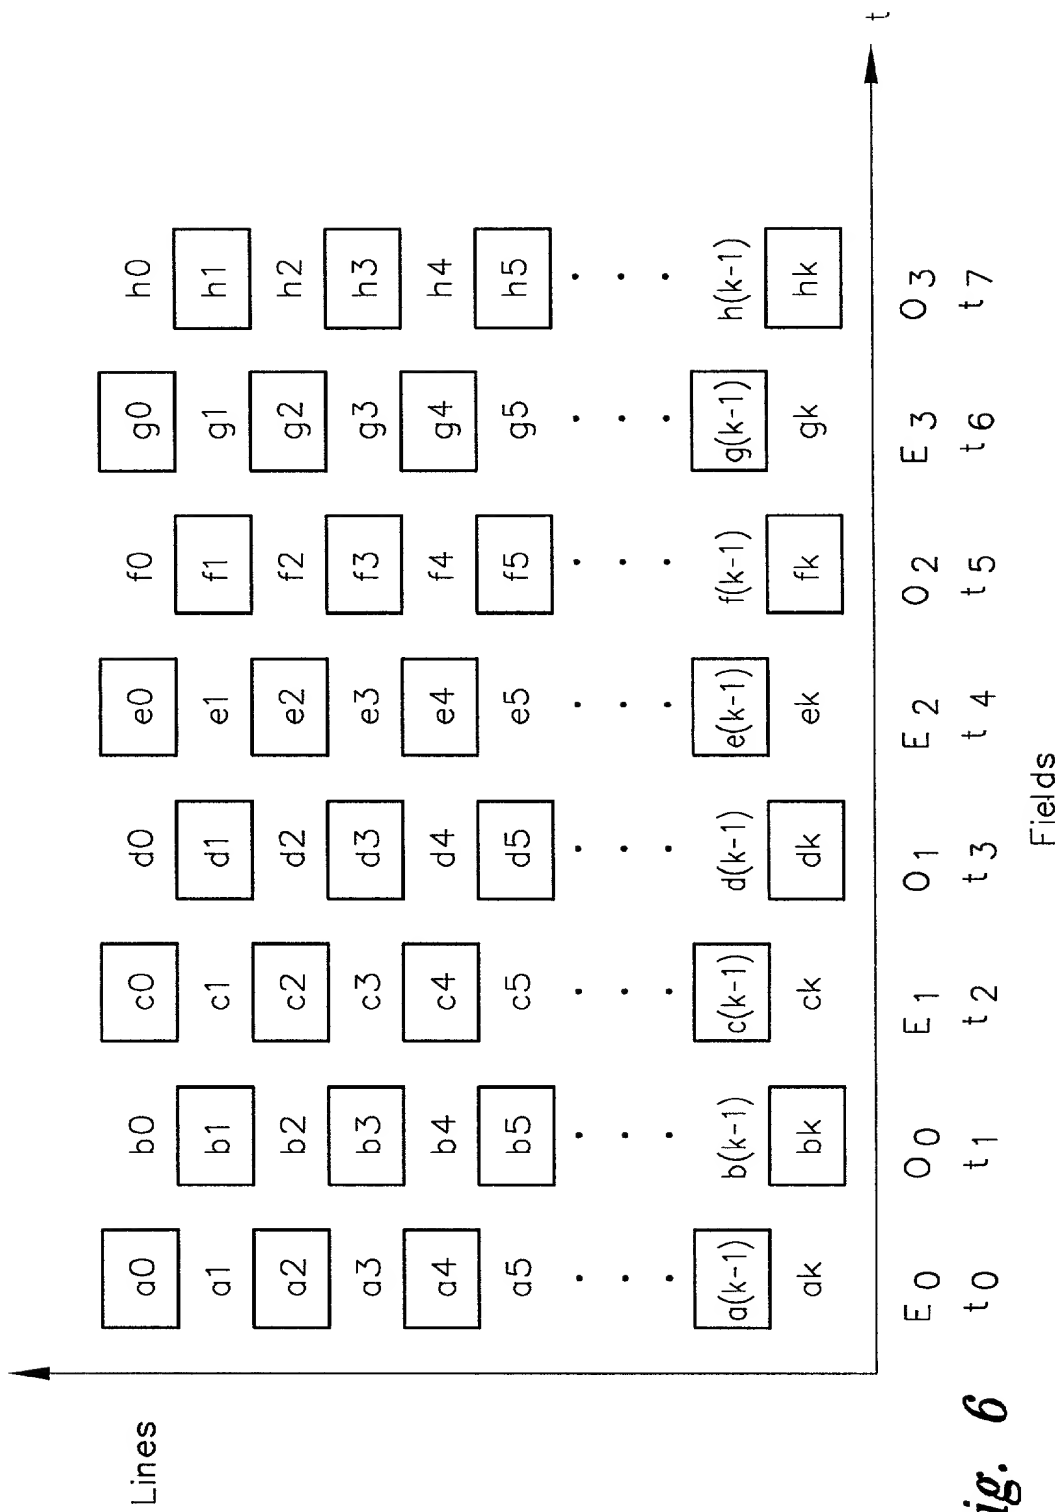 Lines
a0 b0 c0 d0 e0 f0 g0 h0
a1 b1 c1 d1 e1 f1 g1 h1
a2 b2 c2 d2 e2 f2 g2 h2
a3 b3 c3 d3 e3 f3 g3 h3
a4 b4 c4 d4 e4 f4 g4 h4
a5 b5 c5 d5 e5 f5 g5 h5
a(k-1) b(k-1) c(k-1) d(k-1) e(k-1) f(k-1) g(k-1) h(k-1)
ak bk ck dk ek fk gk hk
t
E0 O0 E1 O1 E2 O2 E3 O3
t0 t1 t2 t3 t4 t5 t6 t7
Fields
ig. 6